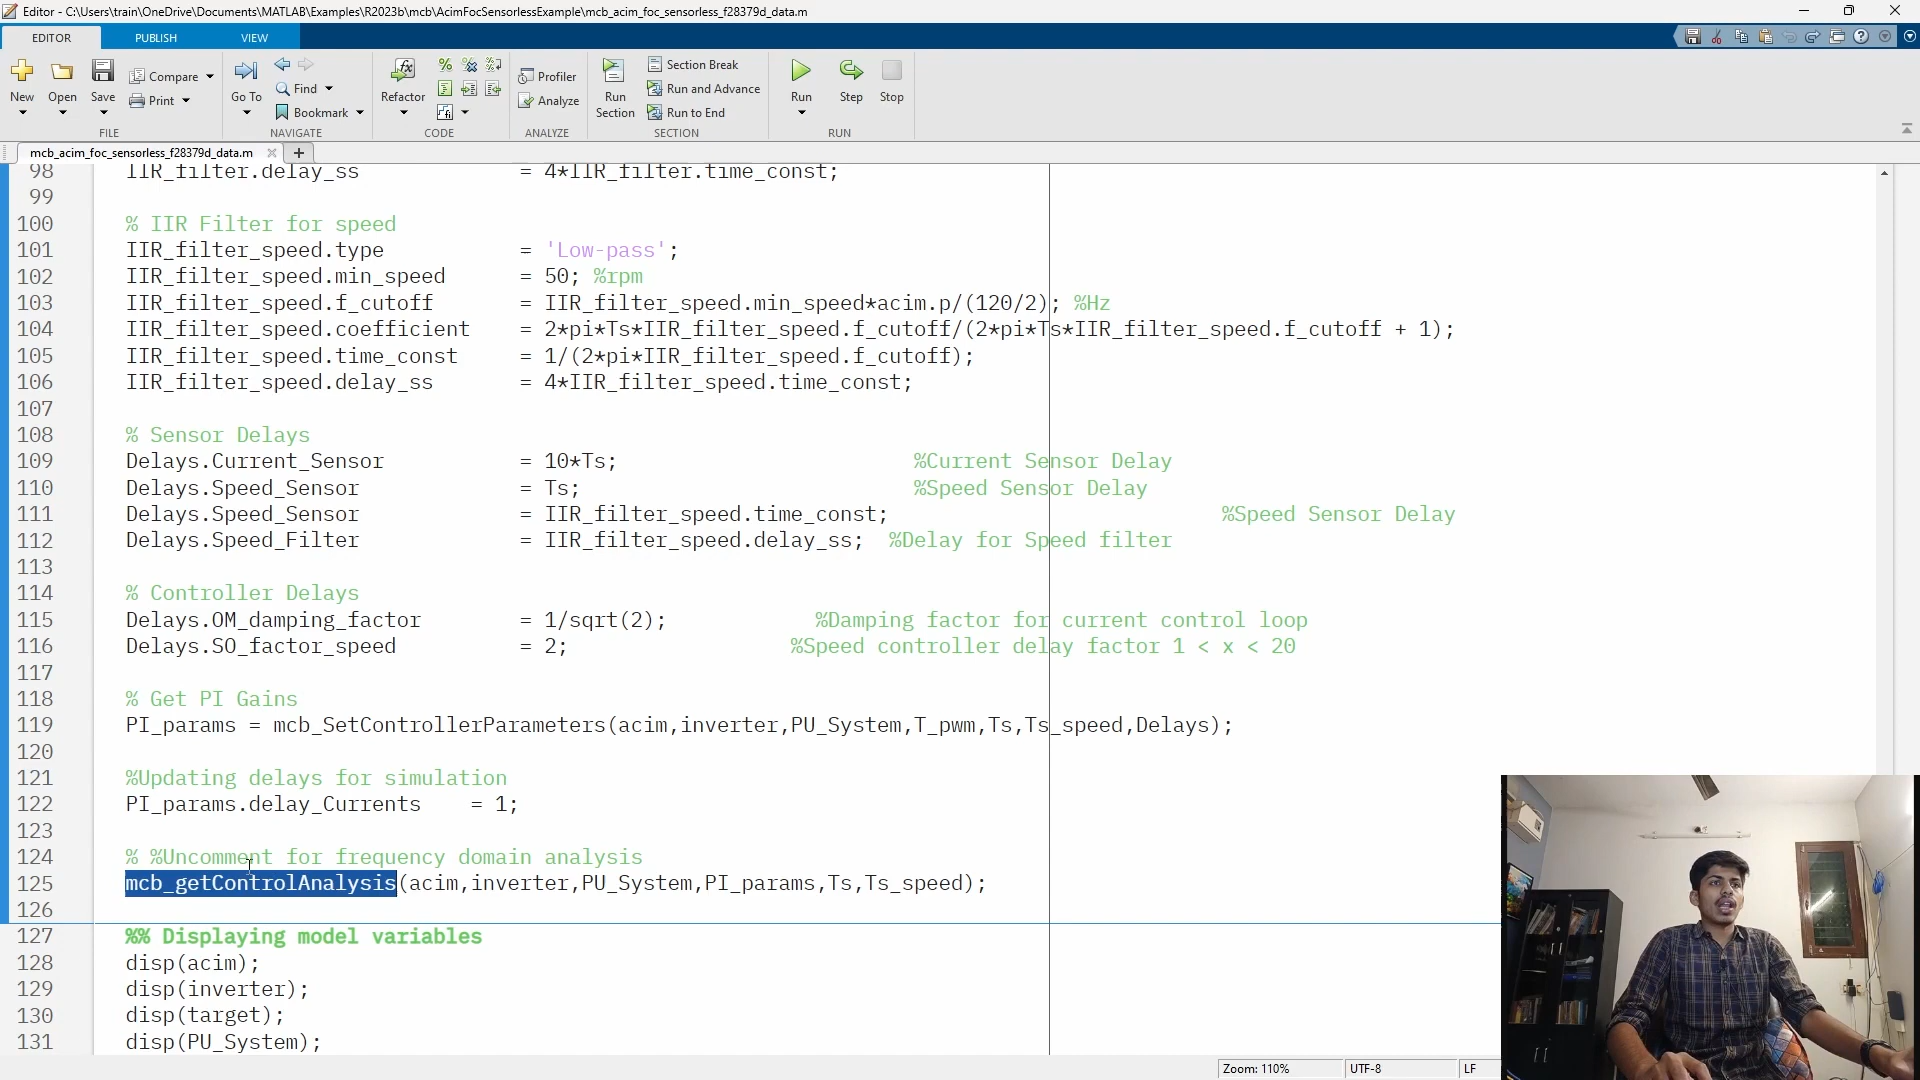 Editor - C:\Users\train\OneDrive\Documents\MATLAB\Examples\R2023b\mcb\AcimFocSensorlessExample\mcb_acim_foc_sensorless_f28379d_data.m
EDITOR PUBLISH VIEW
New Open Save Compare Print Go To Find Bookmark Refactor Profiler Analyze Run Section Section Break Run and Advance Run to End Run Step Stop
FILE NAVIGATE CODE ANALYZE SECTION RUN
mcb_acim_foc_sensorless_f28379d_data.m
98 IIR_filter.delay_ss = 4*IIR_filter.time_const;
99
100 % IIR Filter for speed
101 IIR_filter_speed.type = 'Low-pass';
102 IIR_filter_speed.min_speed = 50; %rpm
103 IIR_filter_speed.f_cutoff = IIR_filter_speed.min_speed*acim.p/(120/2); %Hz
104 IIR_filter_speed.coefficient = 2*pi*Ts*IIR_filter_speed.f_cutoff/(2*pi*Ts*IIR_filter_speed.f_cutoff + 1);
105 IIR_filter_speed.time_const = 1/(2*pi*IIR_filter_speed.f_cutoff);
106 IIR_filter_speed.delay_ss = 4*IIR_filter_speed.time_const;
107
108 % Sensor Delays
109 Delays.Current_Sensor = 10*Ts; %Current Sensor Delay
110 Delays.Speed_Sensor = Ts; %Speed Sensor Delay
111 Delays.Speed_Sensor = IIR_filter_speed.time_const; %Speed Sensor Delay
112 Delays.Speed_Filter = IIR_filter_speed.delay_ss; %Delay for Speed filter
113
114 % Controller Delays
115 Delays.OM_damping_factor = 1/sqrt(2); %Damping factor for current control loop
116 Delays.SO_factor_speed = 2; %Speed controller delay factor 1 < x < 20
117
118 % Get PI Gains
119 PI_params = mcb_SetControllerParameters(acim,inverter,PU_System,T_pwm,Ts,Ts_speed,Delays);
120
121 %Updating delays for simulation
122 PI_params.delay_Currents = 1;
123
124 % %Uncomment for frequency domain analysis
125 mcb_getControlAnalysis(acim,inverter,PU_System,PI_params,Ts,Ts_speed);
126
127 %% Displaying model variables
128 disp(acim);
129 disp(inverter);
130 disp(target);
131 disp(PU_System);
Zoom: 110% UTF-8 LF